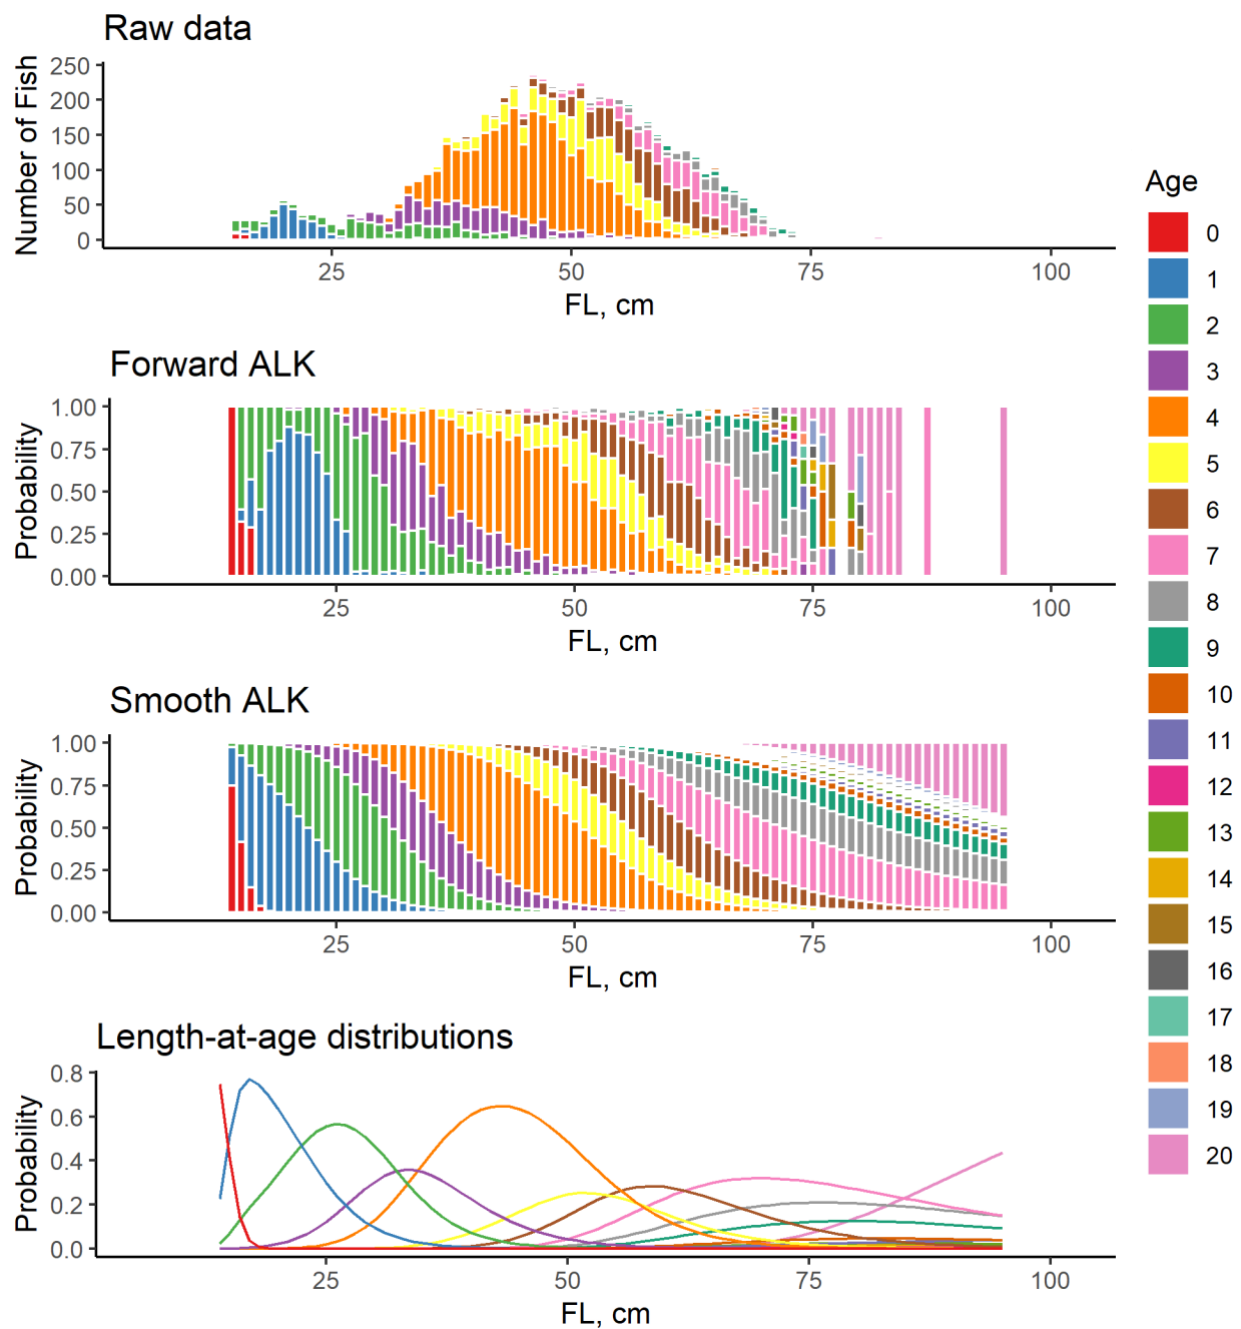 Raw data
Number of Fish
250
200
150
100
50
0
25 50 75 100
FL, cm
Forward ALK
Probability
1.00
0.75
0.50
0.25
0.00
25 50 75 100
FL, cm
Smooth ALK
Probability
1.00
0.75
0.50
0.25
0.00
25 50 75 100
FL, cm
Length-at-age distributions
Probability
0.8
0.6
0.4
0.2
0.0
25 50 75 100
FL, cm
Age
0
1
2
3
4
5
6
7
8
9
10
11
12
13
14
15
16
17
18
19
20